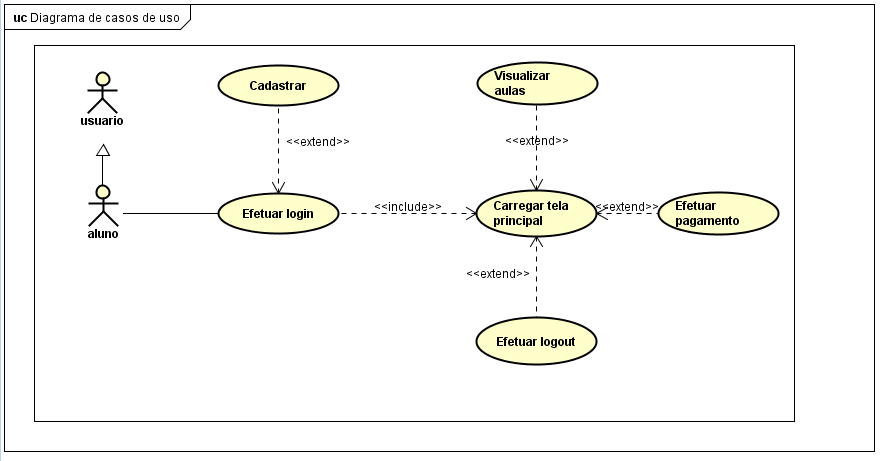 uc Diagrama de casos de uso
usuario
Cadastrar
Visualizar
aulas
<<extend>>
<<extend>>
aluno
Efetuar login
<<include>>
Carregar tela
principal
<<extend>>
Efetuar
pagamento
<<extend>>
Efetuar logout